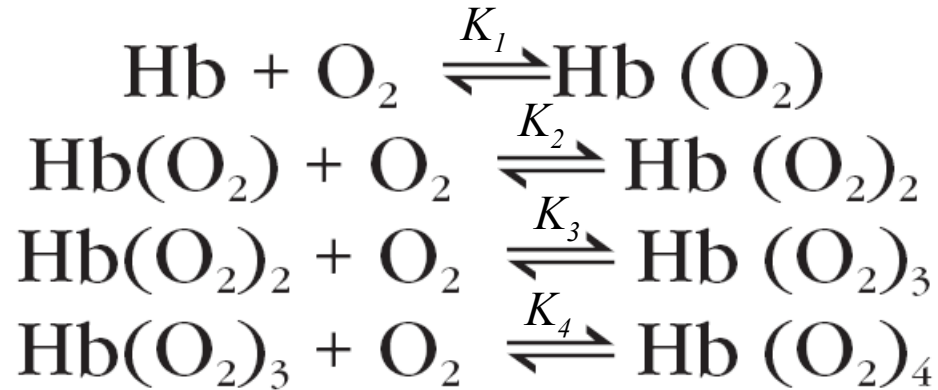 Hb + O₂ ⇌ K₁ Hb (O₂)
Hb(O₂) + O₂ ⇌ K₂ Hb (O₂)₂
Hb(O₂)₂ + O₂ ⇌ K₃ Hb (O₂)₃
Hb(O₂)₃ + O₂ ⇌ K₄ Hb (O₂)₄